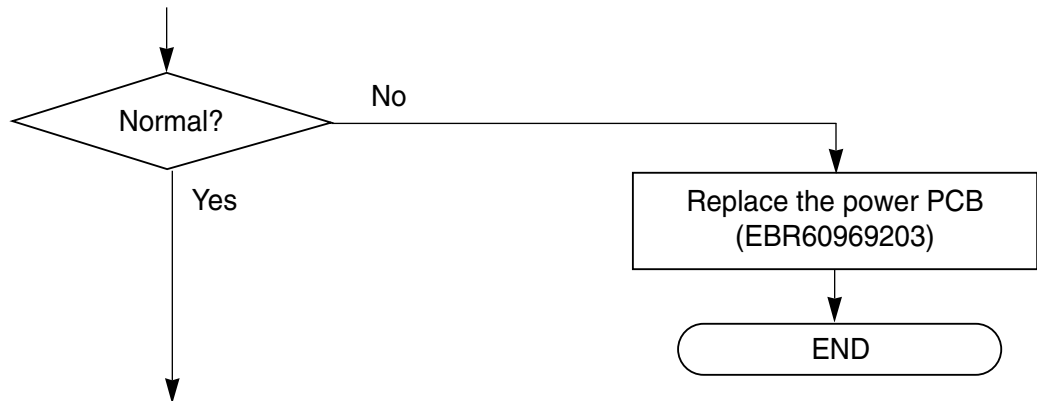 No
Normal?
Yes
Replace the power PCB
(EBR60969203)
END